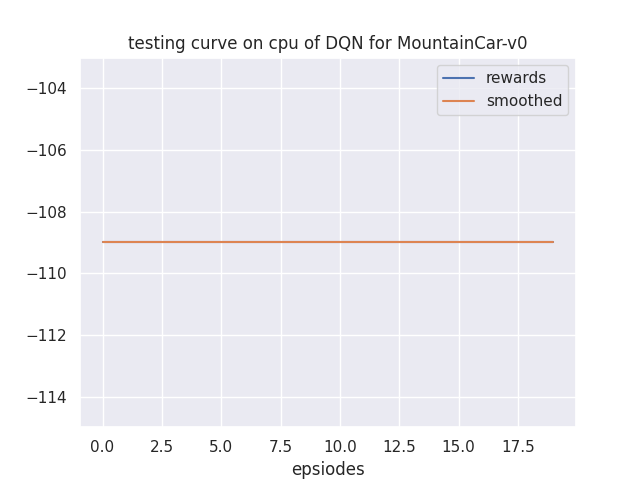 testing curve on cpu of DQN for MountainCar-v0
rewards
smoothed
−104
−106
−108
−110
−112
−114
0.0 2.5 5.0 7.5 10.0 12.5 15.0 17.5
epsiodes